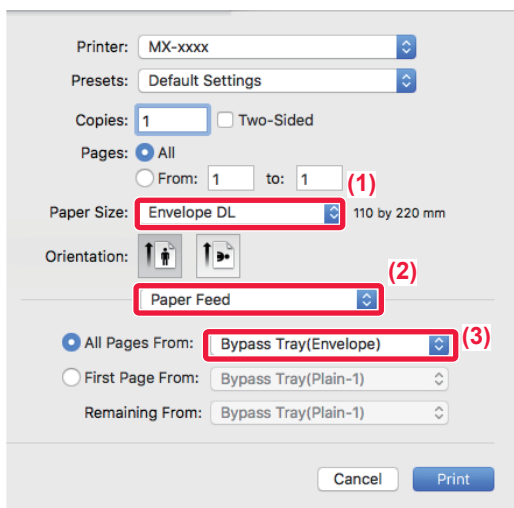 Printer: MX-xxxx
Presets: Default Settings
Copies: 1 Two-Sided
Pages: All
From: 1 to: 1
(1)
Paper Size: Envelope DL 110 by 220 mm
Orientation:
(2)
Paper Feed
All Pages From: Bypass Tray(Envelope) (3)
First Page From: Bypass Tray(Plain-1)
Remaining From: Bypass Tray(Plain-1)
Cancel Print